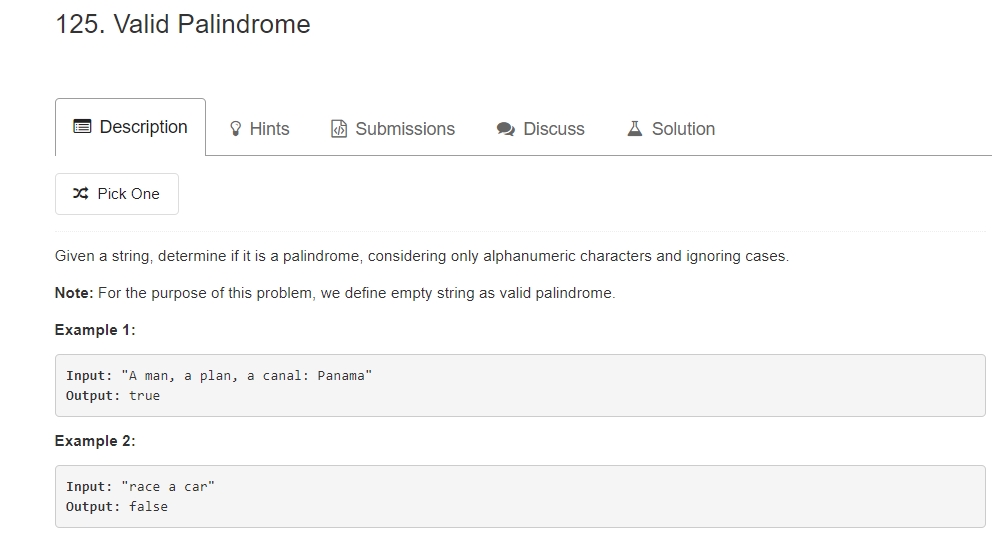 125. Valid Palindrome
Description Hints Submissions Discuss Solution
Pick One
Given a string, determine if it is a palindrome, considering only alphanumeric characters and ignoring cases.
Note: For the purpose of this problem, we define empty string as valid palindrome.
Example 1:
Input: "A man, a plan, a canal: Panama"
Output: true
Example 2:
Input: "race a car"
Output: false